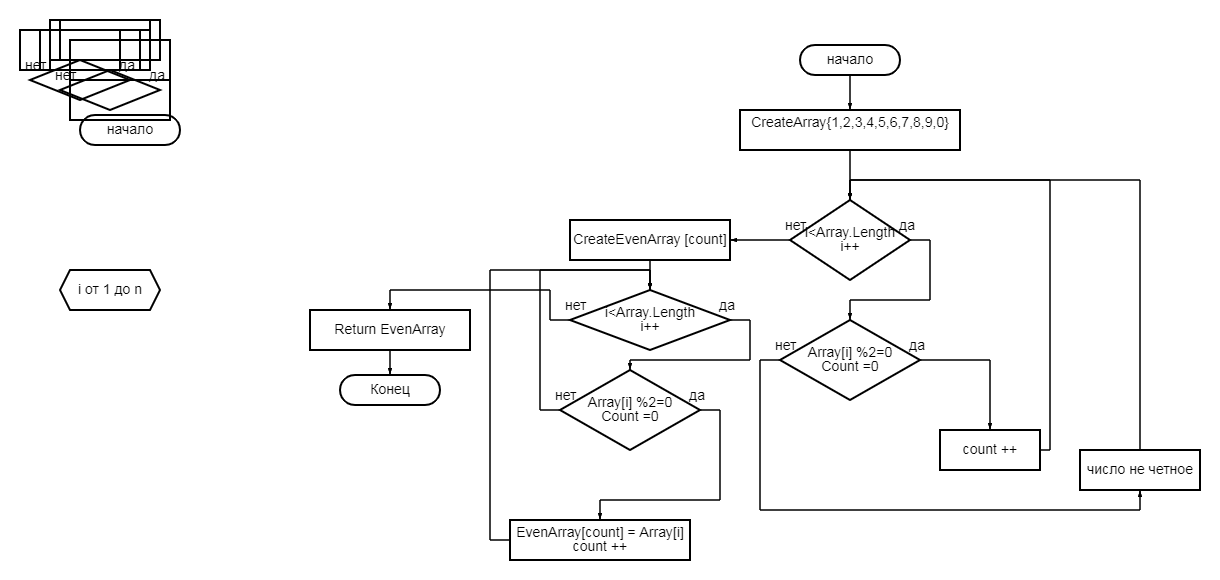 нет
да
нет
да
начало
i от 1 до n
начало
CreateArray{1,2,3,4,5,6,7,8,9,0}
нет
да
i<Array.Length
i++
CreateEvenArray [count]
нет
да
i<Array.Length
i++
Return EvenArray
Конец
нет
да
Array[i] %2=0
Count =0
нет
да
Array[i] %2=0
Count =0
count ++
число не четное
EvenArray[count] = Array[i]
count ++